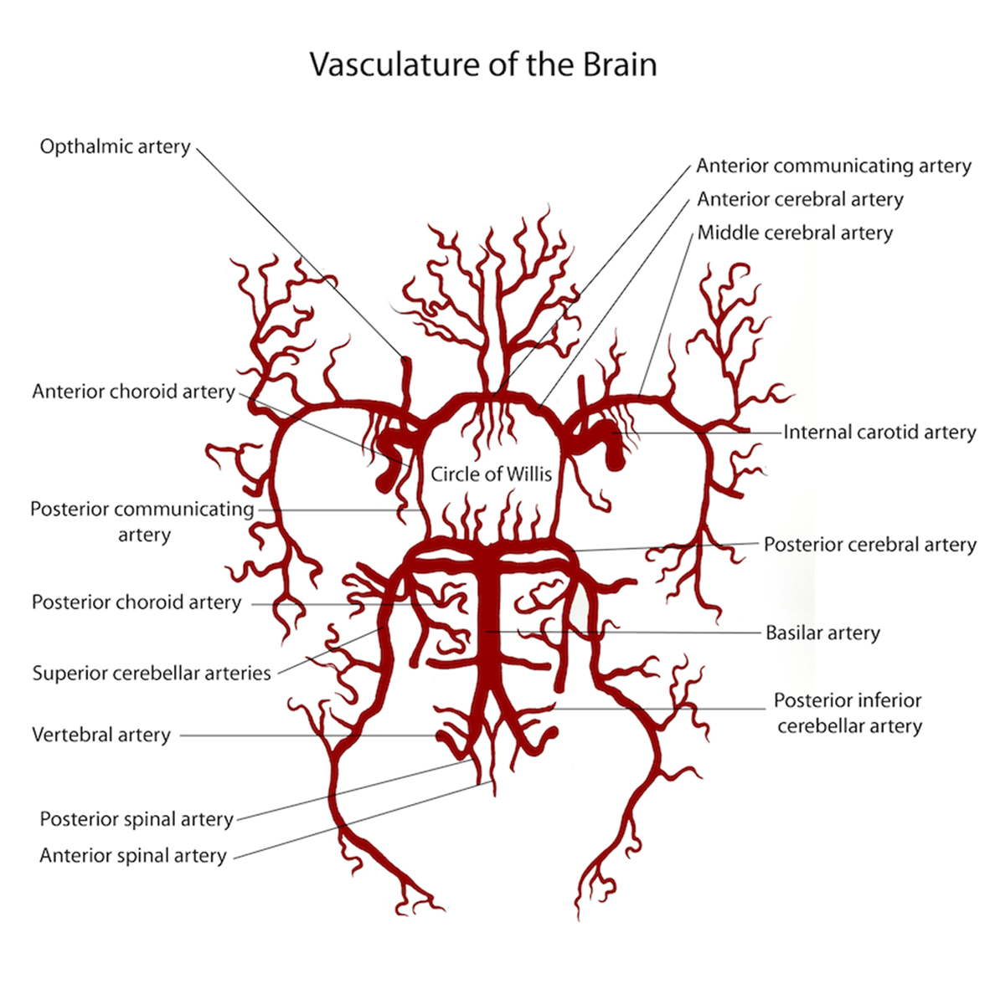 Vasculature of the Brain
Opthalmic artery
Anterior communicating artery
Anterior cerebral artery
Middle cerebral artery
Anterior choroid artery
Internal carotid artery
Circle of Willis
Posterior communicating
artery
Posterior cerebral artery
Posterior choroid artery
Basilar artery
Superior cerebellar arteries
Posterior inferior
cerebellar artery
Vertebral artery
Posterior spinal artery
Anterior spinal artery